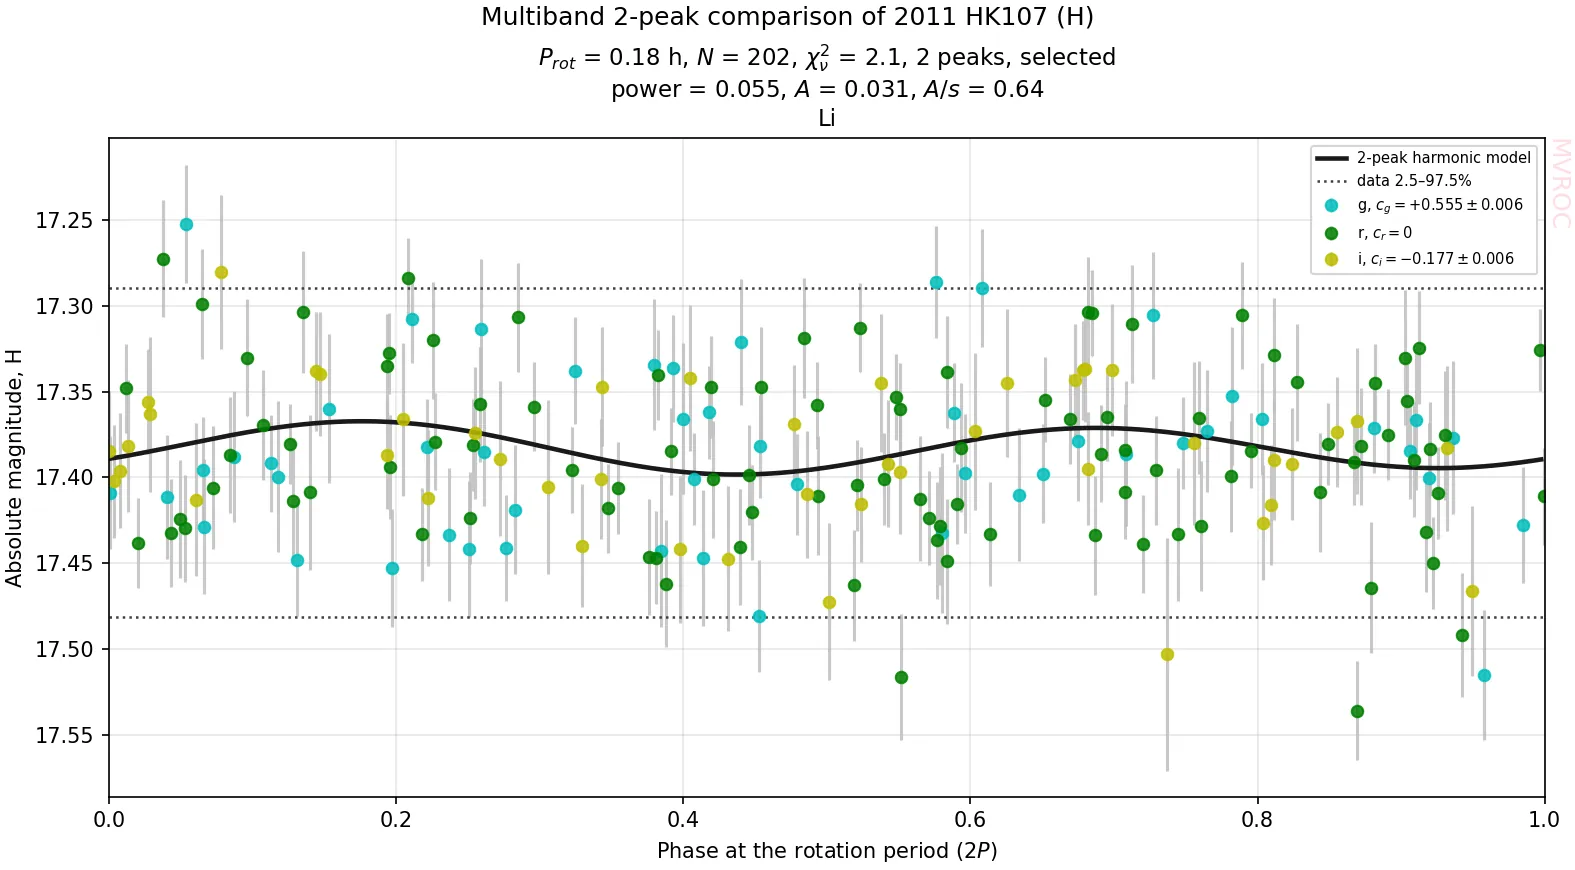 Multiband 2-peak comparison of 2011 HK107 (H)
P_rot = 0.18 h, N = 202, χ²_ν = 2.1, 2 peaks, selected
power = 0.055, A = 0.031, A/s = 0.64
Li
2-peak harmonic model
data 2.5–97.5%
g, c_g = +0.555 ± 0.006
r, c_r = 0
i, c_i = −0.177 ± 0.006
MVROC
Absolute magnitude, H
17.25
17.30
17.35
17.40
17.45
17.50
17.55
0.0 0.2 0.4 0.6 0.8 1.0
Phase at the rotation period (2P)